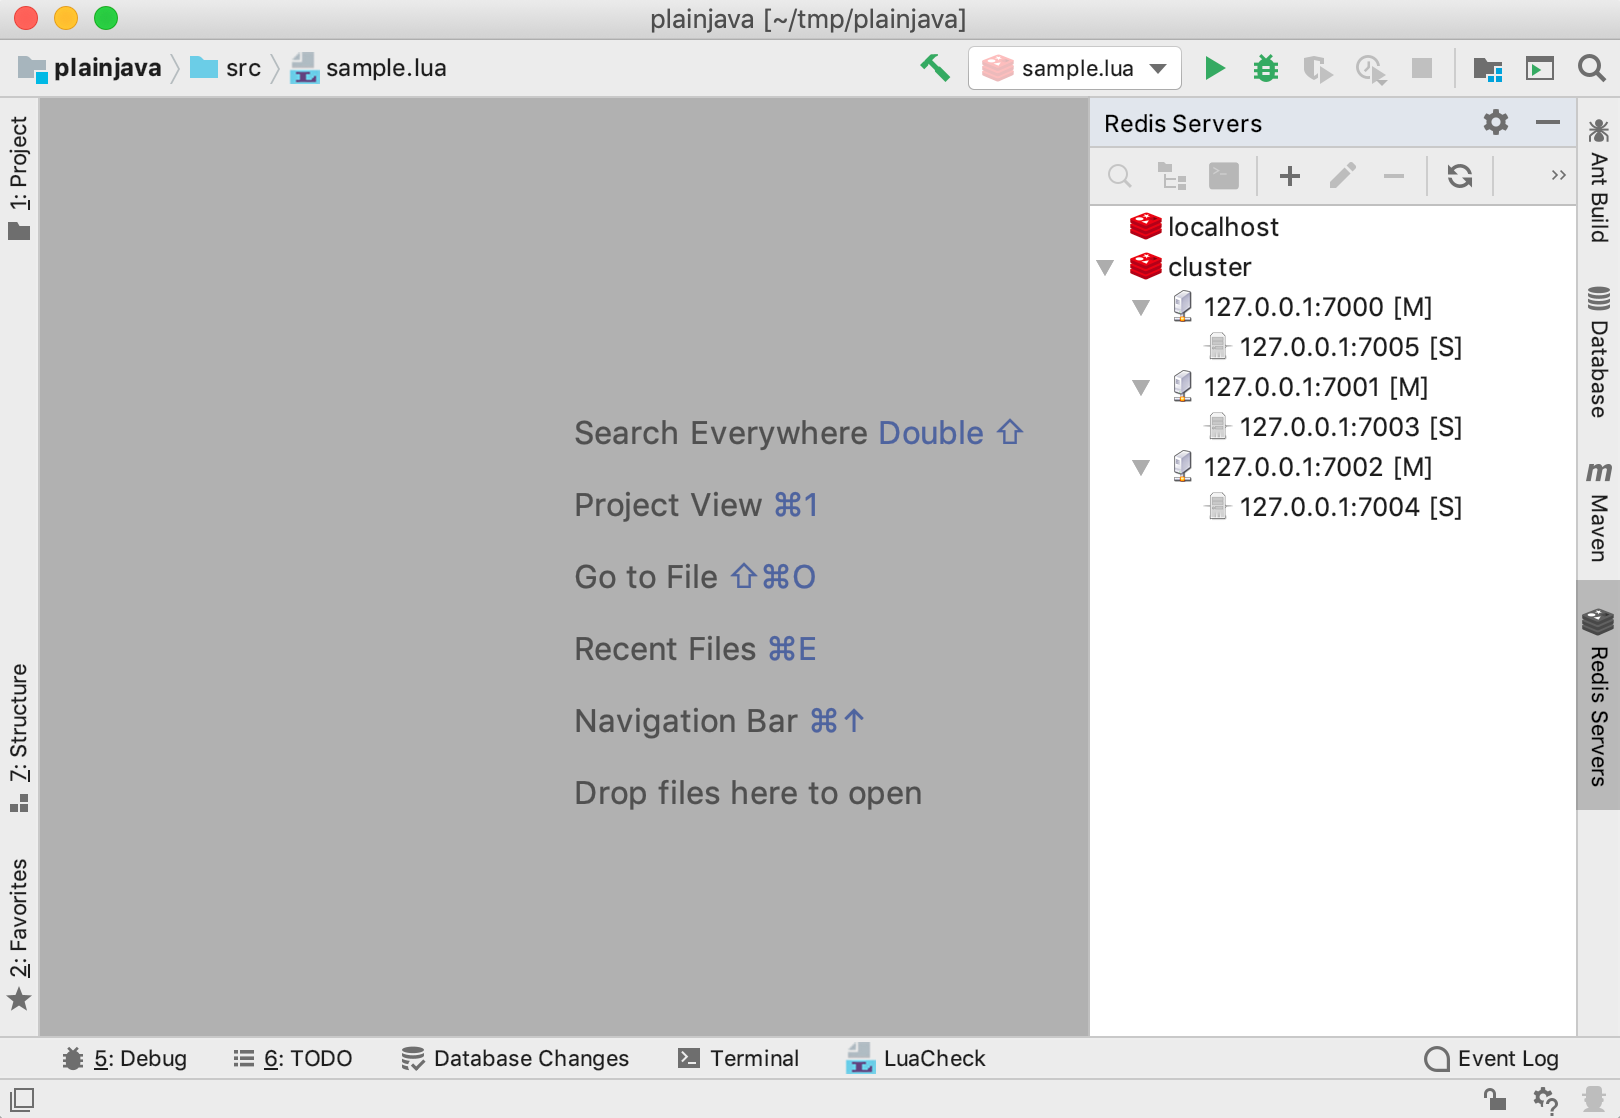 plainjava [~/tmp/plainjava]
plainjava src sample.lua
sample.lua
1: Project
7: Structure
2: Favorites
Search Everywhere Double ⇧
Project View ⌘1
Go to File ⇧⌘O
Recent Files ⌘E
Navigation Bar ⌘↑
Drop files here to open
Redis Servers
localhost
cluster
127.0.0.1:7000 [M]
127.0.0.1:7005 [S]
127.0.0.1:7001 [M]
127.0.0.1:7003 [S]
127.0.0.1:7002 [M]
127.0.0.1:7004 [S]
Ant Build
Database
m Maven
Redis Servers
5: Debug
6: TODO
Database Changes
Terminal
LuaCheck
Event Log